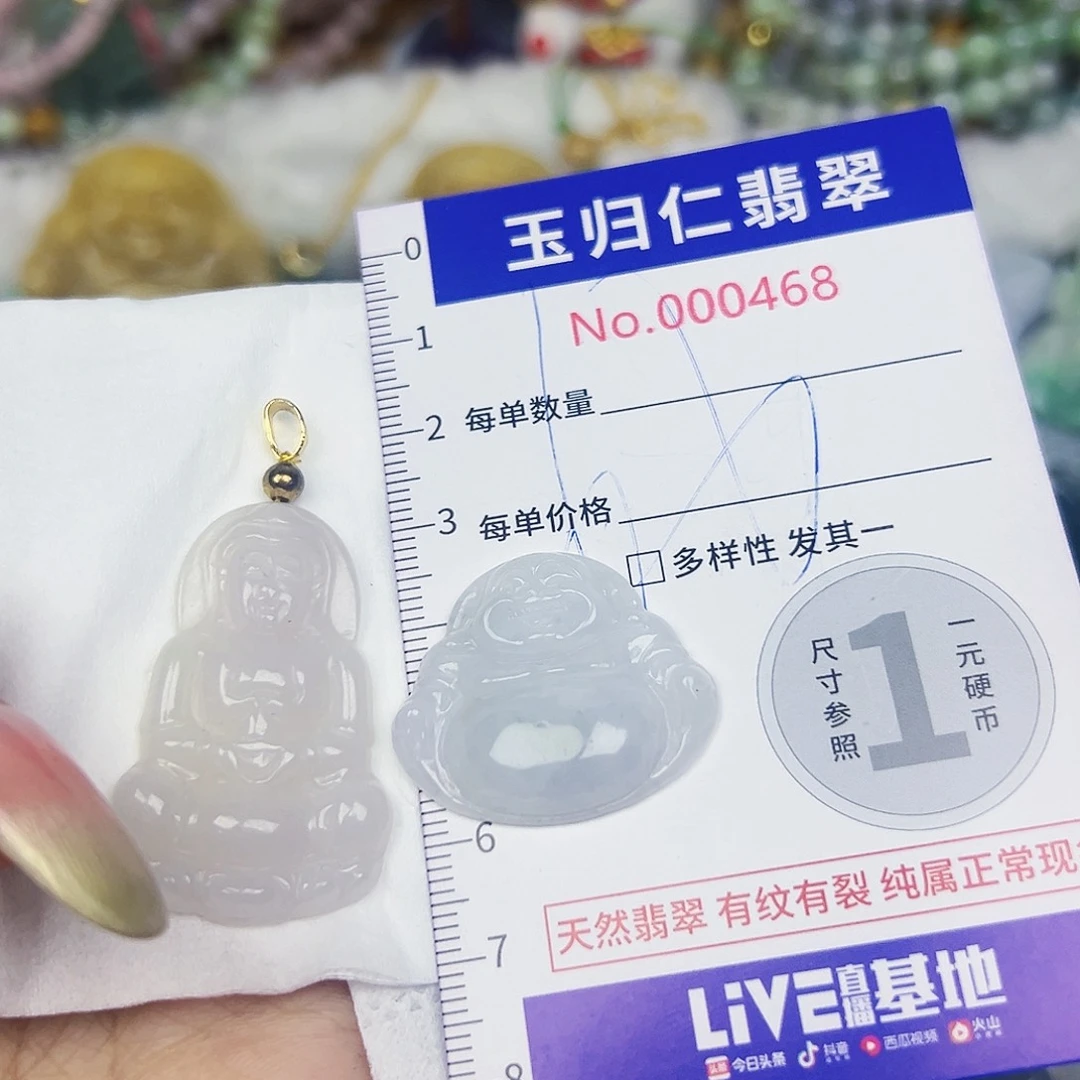 玉归仁翡翠
No.000468
0
1
2
3
6
7
8
每单数量
每单价格
多样性 发其一
尺寸参照
1
一元硬币
天然翡翠 有纹有裂 纯属正常现
LiVE直播基地
头条 今日头条 抖音 西瓜视频 火山